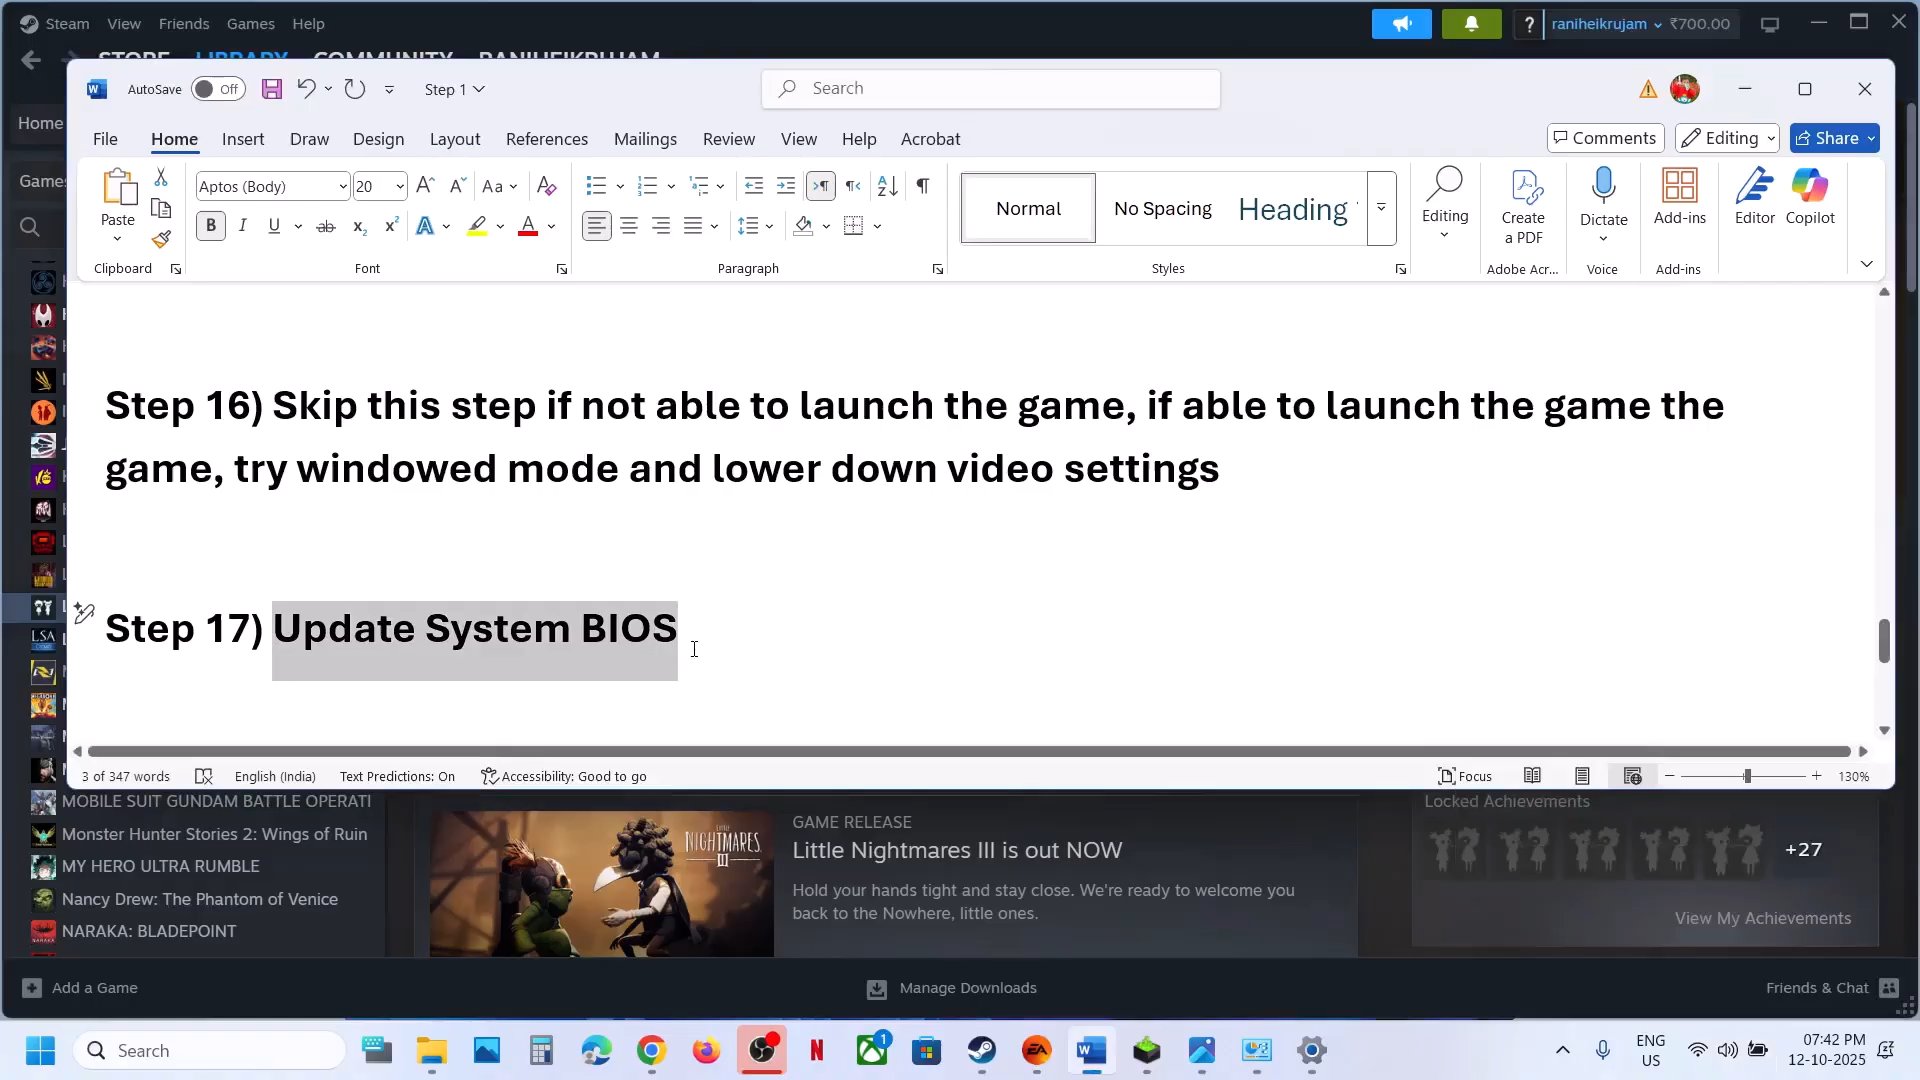 Steam View Friends Games Help
raniheikrujam ₹700.00
STORE LIBRARY COMMUNITY RANIHEIKRUJAM
AutoSave Off Step 1 Search
Home
File Home Insert Draw Design Layout References Mailings Review View Help Acrobat Comments Editing Share
Games
Paste Aptos (Body) 20 Aa Normal No Spacing Heading Editing Create a PDF Dictate Add-ins Editor Copilot
Clipboard Font Paragraph Styles Adobe Acr... Voice Add-ins
Step 16) Skip this step if not able to launch the game, if able to launch the game the
game, try windowed mode and lower down video settings
Step 17) Update System BIOS
3 of 347 words English (India) Text Predictions: On Accessibility: Good to go Focus 130%
MOBILE SUIT GUNDAM BATTLE OPERATI
Monster Hunter Stories 2: Wings of Ruin
MY HERO ULTRA RUMBLE
Nancy Drew: The Phantom of Venice
NARAKA: BLADEPOINT
LITTLE NIGHTMARES III
GAME RELEASE
Little Nightmares III is out NOW
Hold your hands tight and stay close. We're ready to welcome you
back to the Nowhere, little ones.
Locked Achievements
+27
View My Achievements
Add a Game Manage Downloads Friends & Chat
Search
ENG
US
07:42 PM
12-10-2025